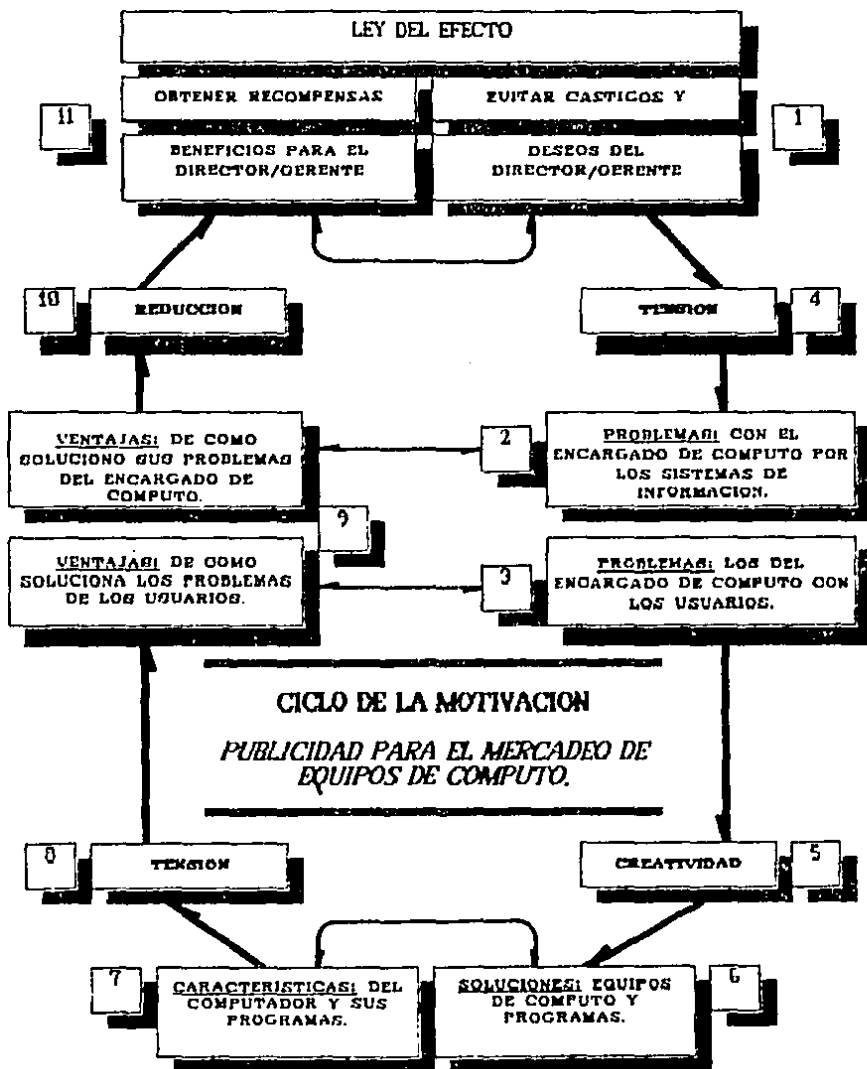 LEY DEL EFECTO
OBTENER RECOMPENSAS
EVITAR CASTIGOS Y
11
1
BENEFICIOS PARA EL
DIRECTOR/GERENTE
DESEOS DEL
DIRECTOR/GERENTE
10
REDUCCION
TENSION
4
VENTAJAS: DE COMO
SOLUCIONO SUS PROBLEMAS
DEL ENCARGADO DE
COMPUTO.
2
PROBLEMAS: CON EL
ENCARGADO DE COMPUTO POR
LOS SISTEMAS DE
INFORMACION.
9
VENTAJAS: DE COMO
SOLUCIONA LOS PROBLEMAS
DE LOS USUARIOS.
3
PROBLEMAS: LOS DEL
ENCARGADO DE COMPUTO CON
LOS USUARIOS.
CICLO DE LA MOTIVACION
PUBLICIDAD PARA EL MERCADEO DE
EQUIPOS DE COMPUTO.
8
TENSION
CREATIVIDAD
5
7
CARACTERISTICAS: DEL
COMPUTADOR Y SUS
PROGRAMAS.
SOLUCIONES: EQUIPOS
DE COMPUTO Y
PROGRAMAS.
6